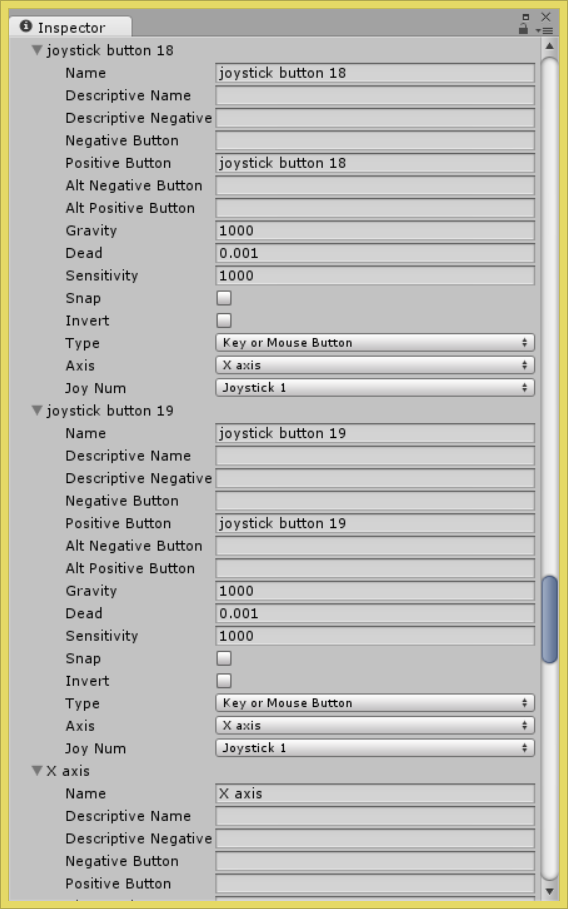 Inspector
joystick button 18
Name joystick button 18
Descriptive Name
Descriptive Negative
Negative Button
Positive Button joystick button 18
Alt Negative Button
Alt Positive Button
Gravity 1000
Dead 0.001
Sensitivity 1000
Snap
Invert
Type Key or Mouse Button
Axis X axis
Joy Num Joystick 1
joystick button 19
Name joystick button 19
Descriptive Name
Descriptive Negative
Negative Button
Positive Button joystick button 19
Alt Negative Button
Alt Positive Button
Gravity 1000
Dead 0.001
Sensitivity 1000
Snap
Invert
Type Key or Mouse Button
Axis X axis
Joy Num Joystick 1
X axis
Name X axis
Descriptive Name
Descriptive Negative
Negative Button
Positive Button